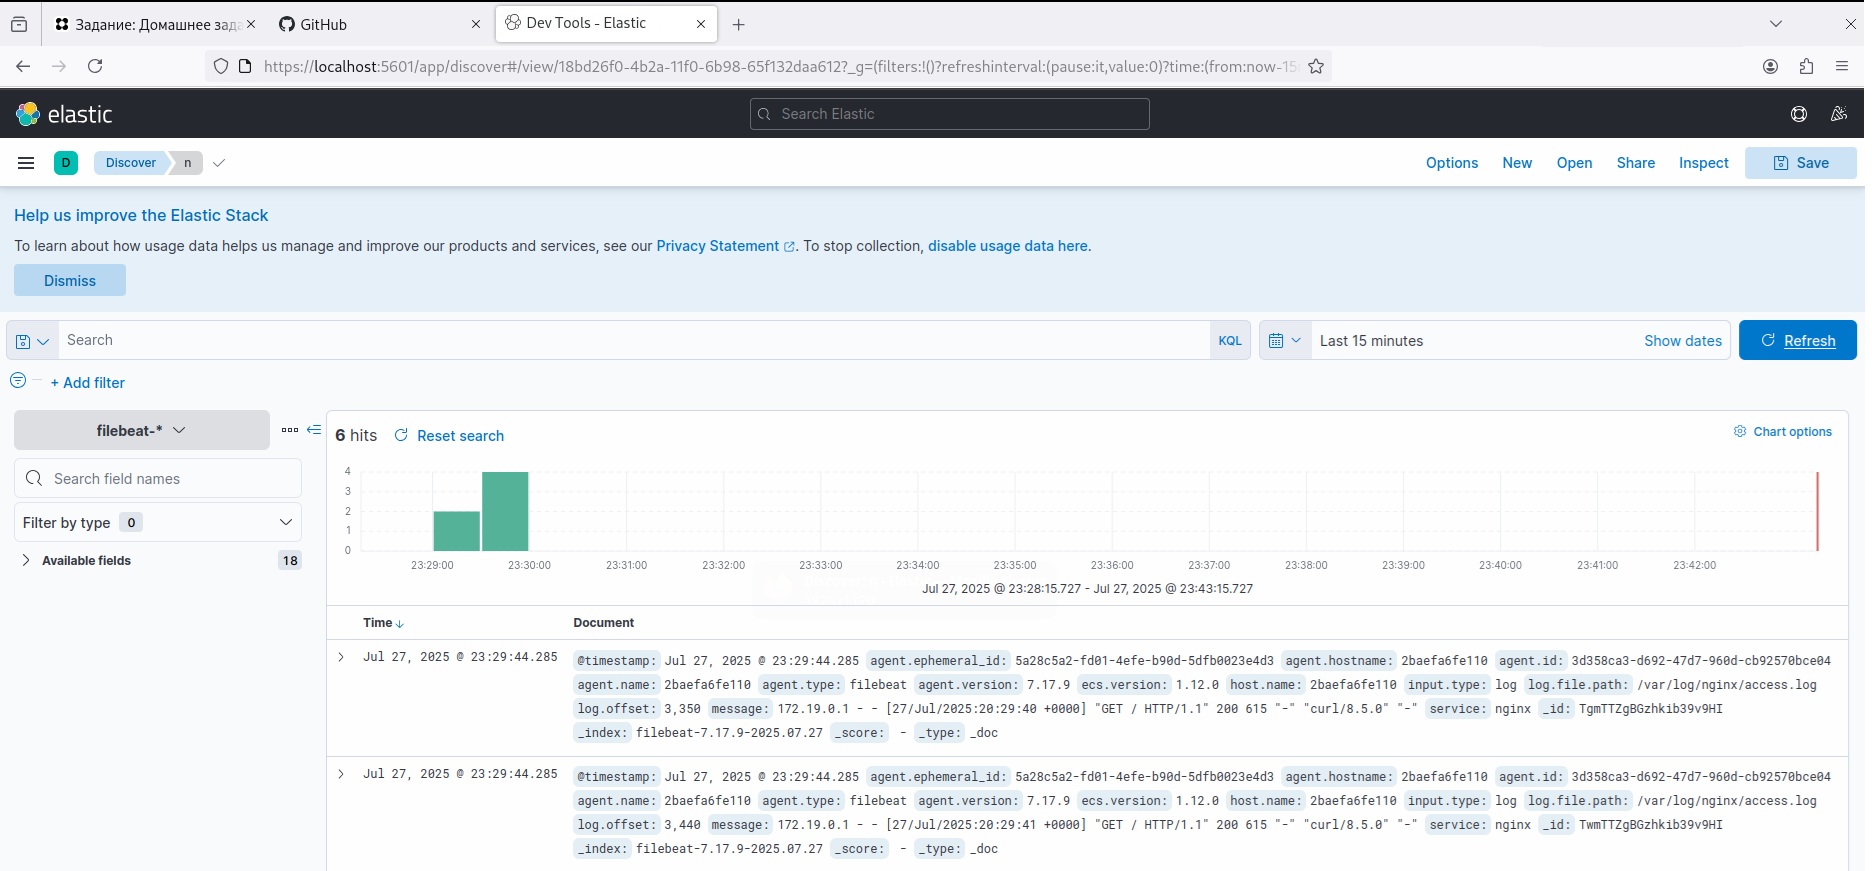 Задание: Домашнее зада
GitHub
Dev Tools - Elastic
https://localhost:5601/app/discover#/view/18bd26f0-4b2a-11f0-6b98-65f132daa612?_g=(filters:!()?refreshinterval:(pause:it,value:0)?time:(from:now-15
elastic
Search Elastic
D
Discover
n
Options
New
Open
Share
Inspect
Save
Help us improve the Elastic Stack
To learn about how usage data helps us manage and improve our products and services, see our Privacy Statement. To stop collection, disable usage data here.
Dismiss
Search
KQL
Last 15 minutes
Show dates
Refresh
+ Add filter
filebeat-*
Search field names
Filter by type 0
Available fields 18
6 hits
Reset search
Chart options
4
3
2
1
0
23:29:00 23:30:00 23:31:00 23:32:00 23:33:00 23:34:00 23:35:00 23:36:00 23:37:00 23:38:00 23:39:00 23:40:00 23:41:00 23:42:00
Jul 27, 2025 @ 23:28:15.727 - Jul 27, 2025 @ 23:43:15.727
Time Document
Jul 27, 2025 @ 23:29:44.285
@timestamp: Jul 27, 2025 @ 23:29:44.285 agent.ephemeral_id: 5a28c5a2-fd01-4efe-b90d-5dfb0023e4d3 agent.hostname: 2baefa6fe110 agent.id: 3d358ca3-d692-47d7-960d-cb92570bce04
agent.name: 2baefa6fe110 agent.type: filebeat agent.version: 7.17.9 ecs.version: 1.12.0 host.name: 2baefa6fe110 input.type: log log.file.path: /var/log/nginx/access.log
log.offset: 3,350 message: 172.19.0.1 - - [27/Jul/2025:20:29:40 +0000] "GET / HTTP/1.1" 200 615 "-" "curl/8.5.0" "-" service: nginx _id: TgmTTZgBGzhkib39v9HI
_index: filebeat-7.17.9-2025.07.27 _score: - _type: _doc
Jul 27, 2025 @ 23:29:44.285
@timestamp: Jul 27, 2025 @ 23:29:44.285 agent.ephemeral_id: 5a28c5a2-fd01-4efe-b90d-5dfb0023e4d3 agent.hostname: 2baefa6fe110 agent.id: 3d358ca3-d692-47d7-960d-cb92570bce04
agent.name: 2baefa6fe110 agent.type: filebeat agent.version: 7.17.9 ecs.version: 1.12.0 host.name: 2baefa6fe110 input.type: log log.file.path: /var/log/nginx/access.log
log.offset: 3,440 message: 172.19.0.1 - - [27/Jul/2025:20:29:41 +0000] "GET / HTTP/1.1" 200 615 "-" "curl/8.5.0" "-" service: nginx _id: TwmTTZgBGzhkib39v9HI
_index: filebeat-7.17.9-2025.07.27 _score: - _type: _doc